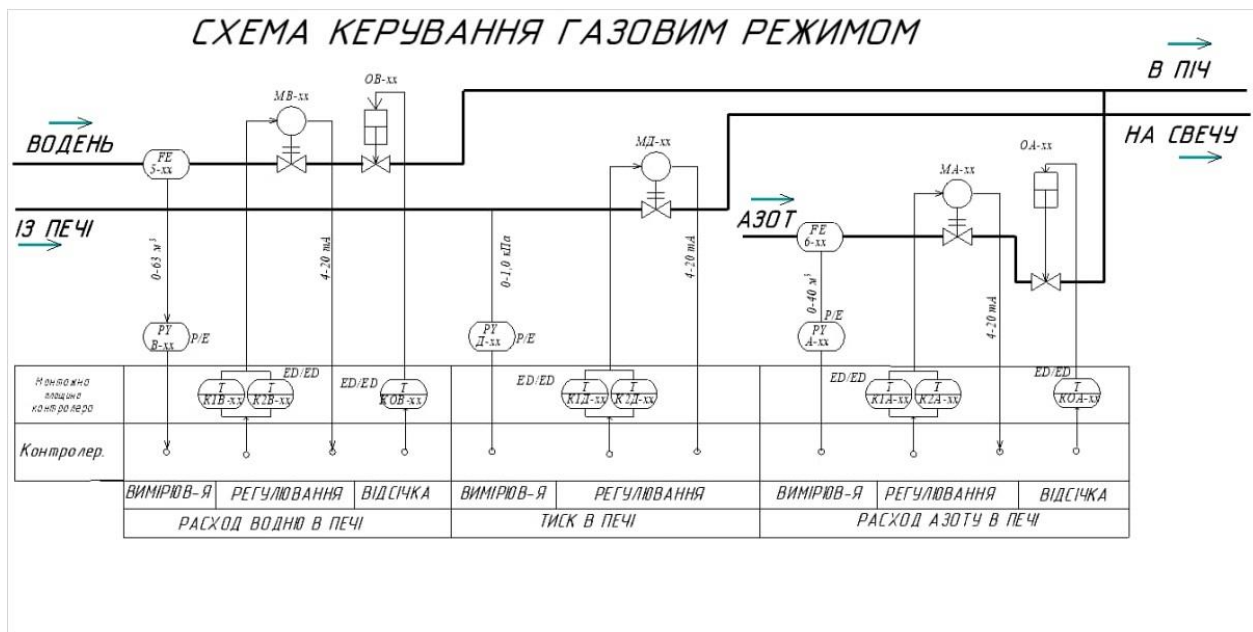 СХЕМА КЕРУВАННЯ ГАЗОВИМ РЕЖИМОМ
В ПІЧ
НА СВЕЧУ
ВОДЕНЬ
ІЗ ПЕЧІ
АЗОТ
МВ-хх
ОВ-хх
МД-хх
МА-хх
ОА-хх
FE
5-хх
FE
6-хх
0-63 м³
4-20 mA
0-1,0 кПа
4-20 mA
0-40 м³
4-20 mA
PY
В-хх
P/E
PY
Д-хх
P/E
PY
А-хх
P/E
Монтажна площина контролера
T
К1В-хх
T
К2В-хх
ED/ED
ED/ED
T
КОВ-хх
ED/ED
T
К1Д-хх
T
К2Д-хх
ED/ED
T
К1А-хх
T
К2А-хх
ED/ED
T
КОА-хх
Контролер.
ВИМІРЮВ-Я РЕГУЛЮВАННЯ ВІДСІЧКА ВИМІРЮВ-Я РЕГУЛЮВАННЯ ВИМІРЮВ-Я РЕГУЛЮВАННЯ ВІДСІЧКА
РАСХОД ВОДНЮ В ПЕЧІ ТИСК В ПЕЧІ РАСХОД АЗОТУ В ПЕЧІ